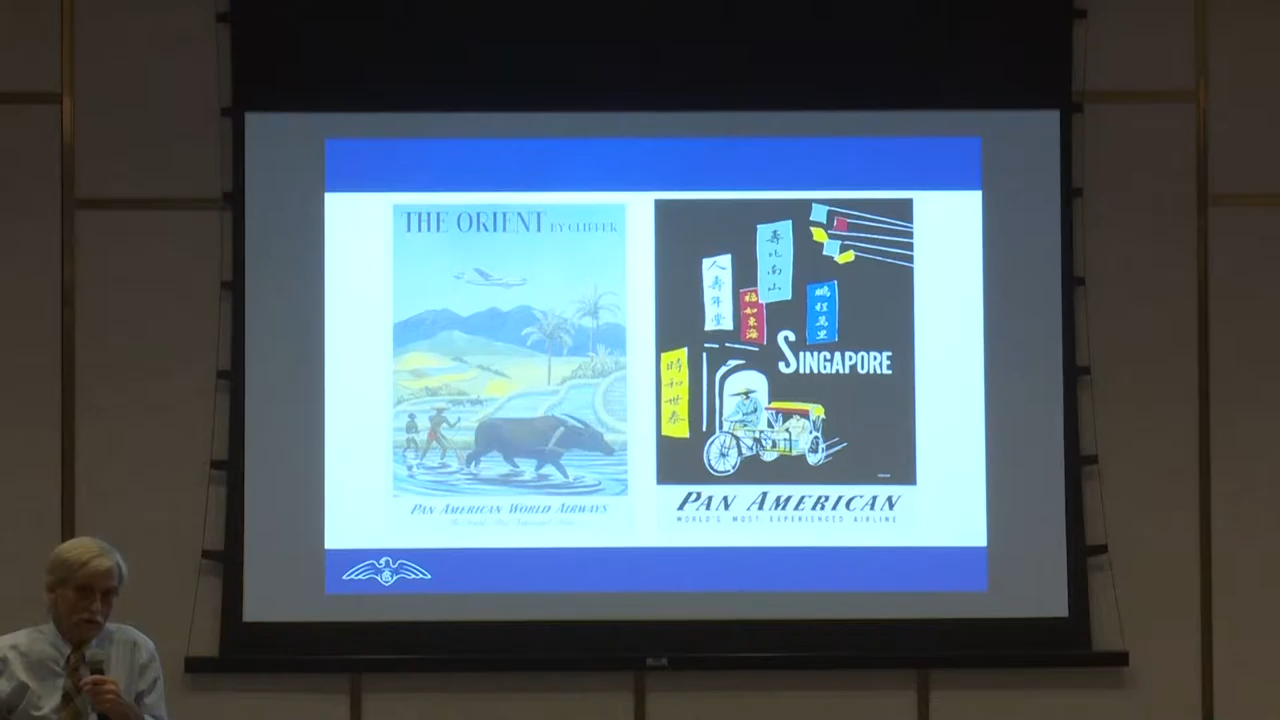 THE ORIENT BY CLIPPER
PAN AMERICAN WORLD AIRWAYS
壽比南山
人壽年豐
福如東海
鵬程萬里
時和世泰
SINGAPORE
PAN AMERICAN
WORLD'S MOST EXPERIENCED AIRLINE